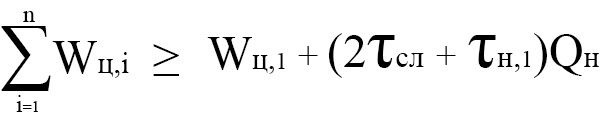 n
∑ Wц,i ≥ Wц,1 + (2τсл + τн,1)Qн
i=1